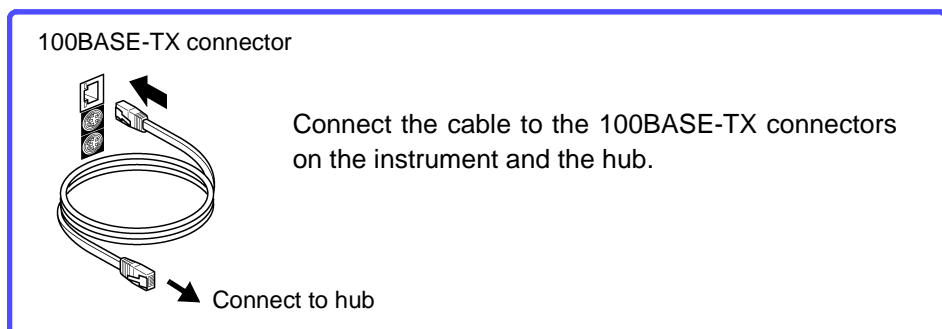 100BASE-TX connector
Connect the cable to the 100BASE-TX connectors
on the instrument and the hub.
Connect to hub